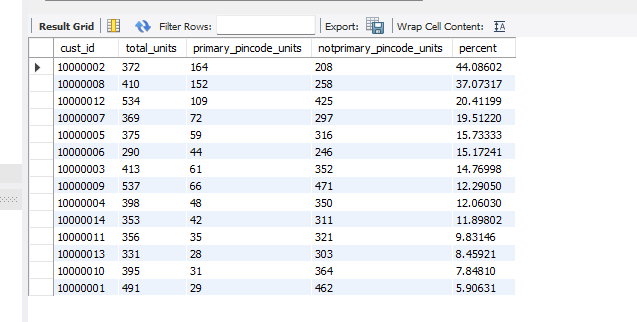 Result Grid Filter Rows: Export: Wrap Cell Content:
cust_id total_units primary_pincode_units notprimary_pincode_units percent
10000002 372 164 208 44.08602
10000008 410 152 258 37.07317
10000012 534 109 425 20.41199
10000007 369 72 297 19.51220
10000005 375 59 316 15.73333
10000006 290 44 246 15.17241
10000003 413 61 352 14.76998
10000009 537 66 471 12.29050
10000004 398 48 350 12.06030
10000014 353 42 311 11.89802
10000011 356 35 321 9.83146
10000013 331 28 303 8.45921
10000010 395 31 364 7.84810
10000001 491 29 462 5.90631